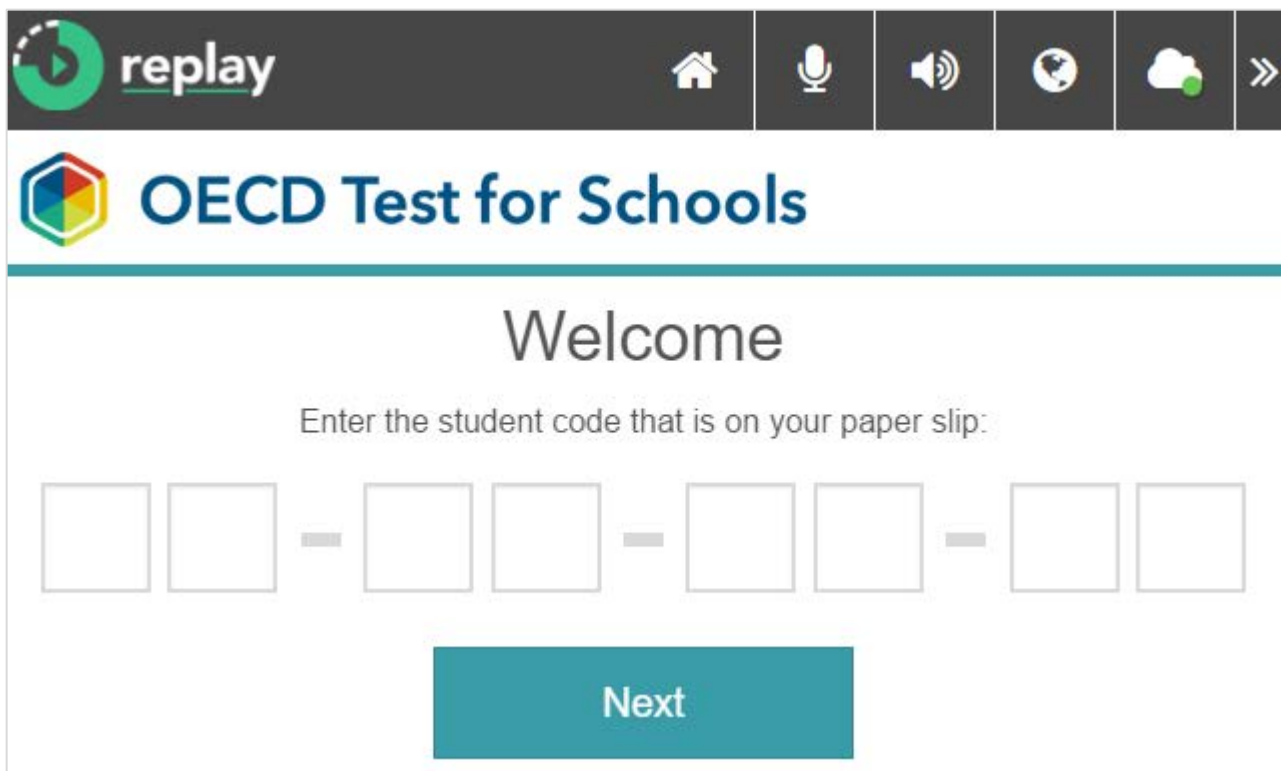 replay
OECD Test for Schools
Welcome
Enter the student code that is on your paper slip:
Next